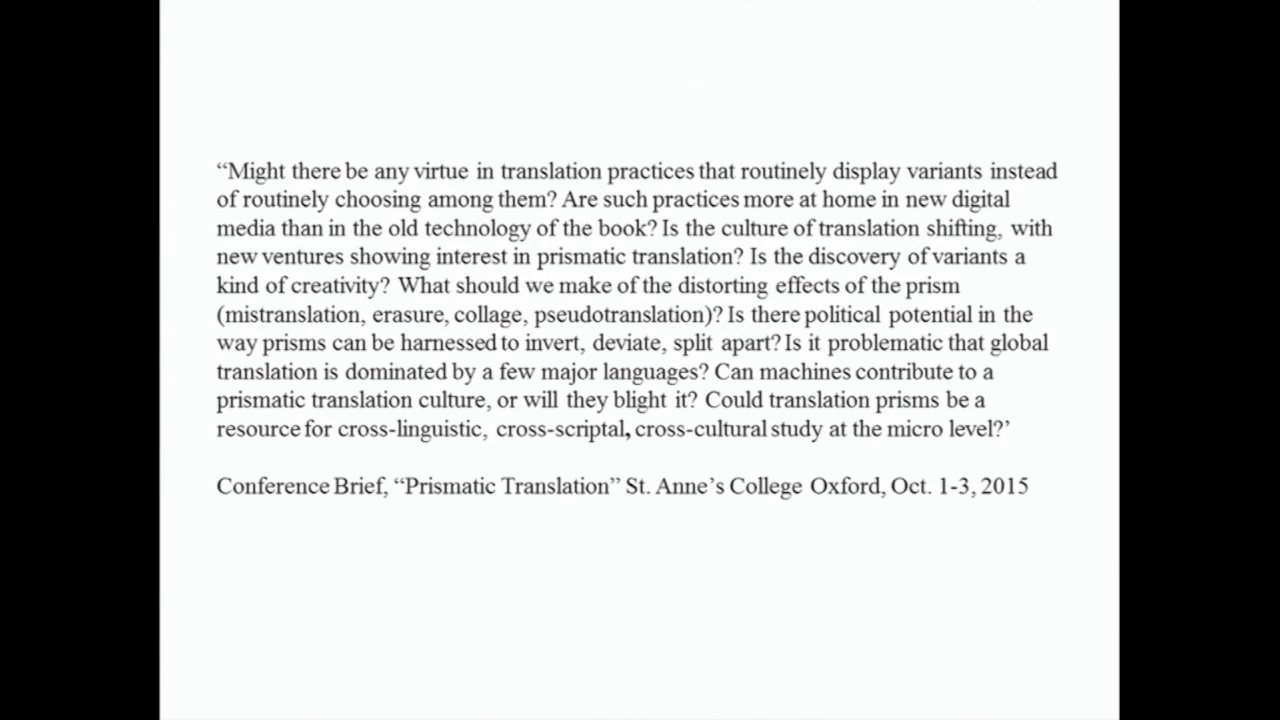 “Might there be any virtue in translation practices that routinely display variants instead
of routinely choosing among them? Are such practices more at home in new digital
media than in the old technology of the book? Is the culture of translation shifting, with
new ventures showing interest in prismatic translation? Is the discovery of variants a
kind of creativity? What should we make of the distorting effects of the prism
(mistranslation, erasure, collage, pseudotranslation)? Is there political potential in the
way prisms can be harnessed to invert, deviate, split apart? Is it problematic that global
translation is dominated by a few major languages? Can machines contribute to a
prismatic translation culture, or will they blight it? Could translation prisms be a
resource for cross-linguistic, cross-scriptal, cross-cultural study at the micro level?’
Conference Brief, “Prismatic Translation” St. Anne’s College Oxford, Oct. 1-3, 2015